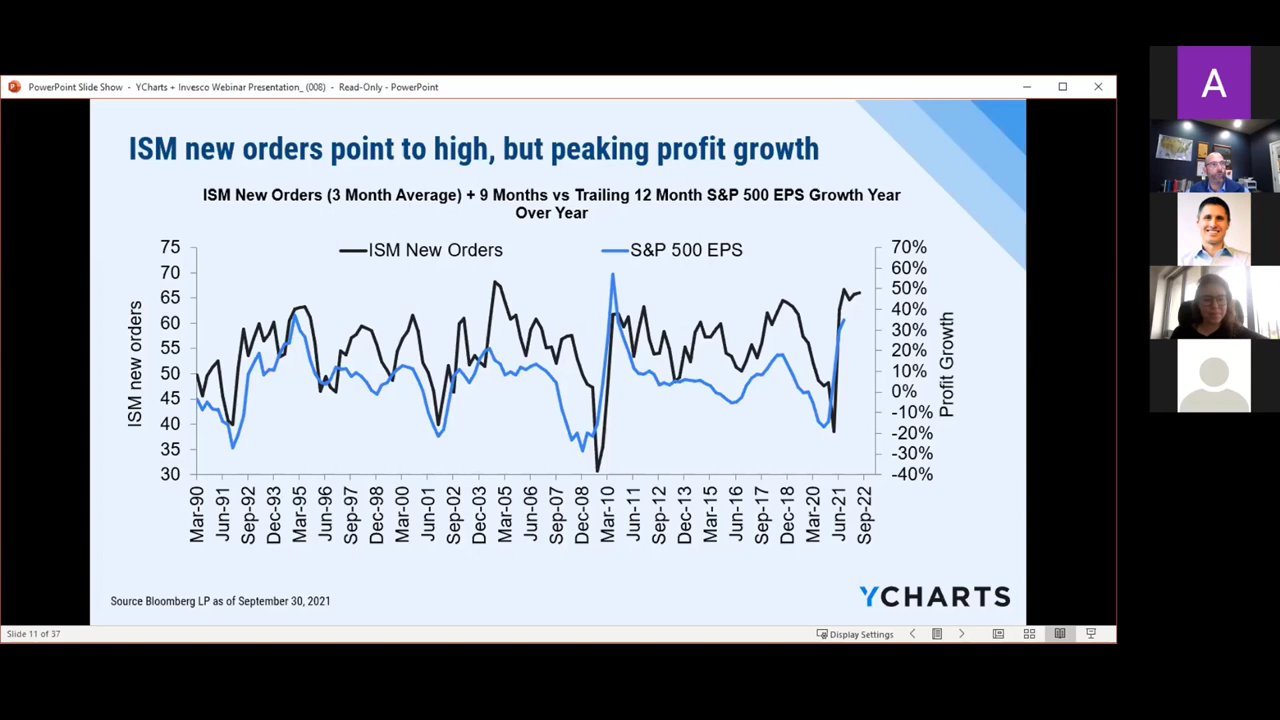 PowerPoint Slide Show - YCharts + Invesco Webinar Presentation_ (008) - Read-Only - PowerPoint
A
ISM new orders point to high, but peaking profit growth
ISM New Orders (3 Month Average) + 9 Months vs Trailing 12 Month S&P 500 EPS Growth Year
Over Year
ISM New Orders
S&P 500 EPS
ISM new orders
75
70
65
60
55
50
45
40
35
30
70%
60%
50%
40%
30%
20%
10%
0%
-10%
-20%
-30%
-40%
Profit Growth
Mar-90
Jun-91
Sep-92
Dec-93
Mar-95
Jun-96
Sep-97
Dec-98
Mar-00
Jun-01
Sep-02
Dec-03
Mar-05
Jun-06
Sep-07
Dec-08
Mar-10
Jun-11
Sep-12
Dec-13
Mar-15
Jun-16
Sep-17
Dec-18
Mar-20
Jun-21
Sep-22
Source Bloomberg LP as of September 30, 2021
YCHARTS
Slide 11 of 37
Display Settings